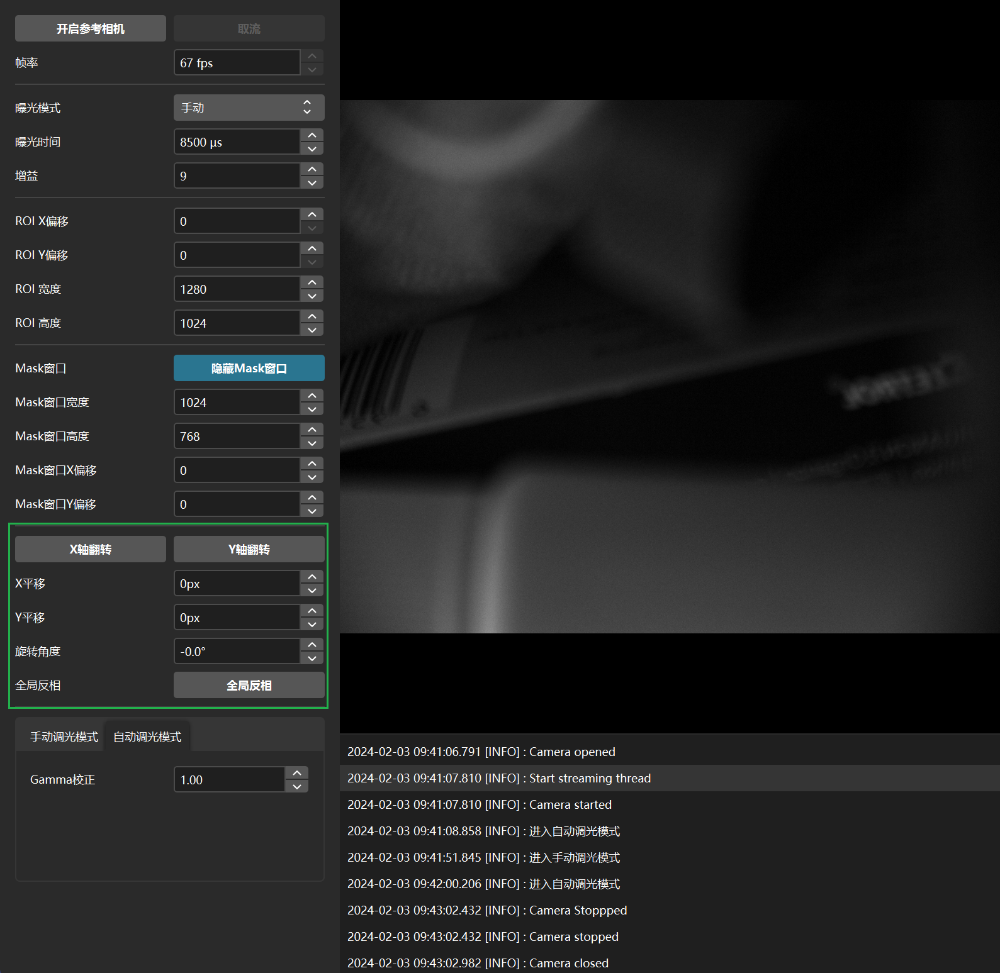 开启参考相机 取流
帧率 67 fps
曝光模式 手动
曝光时间 8500 μs
增益 9
ROI X偏移 0
ROI Y偏移 0
ROI 宽度 1280
ROI 高度 1024
Mask窗口 隐藏Mask窗口
Mask窗口宽度 1024
Mask窗口高度 768
Mask窗口X偏移 0
Mask窗口Y偏移 0
X轴翻转 Y轴翻转
X平移 0px
Y平移 0px
旋转角度 -0.0°
全局反相 全局反相
手动调光模式 自动调光模式
Gamma校正 1.00
2024-02-03 09:41:06.791 [INFO] : Camera opened
2024-02-03 09:41:07.810 [INFO] : Start streaming thread
2024-02-03 09:41:07.810 [INFO] : Camera started
2024-02-03 09:41:08.858 [INFO] : 进入自动调光模式
2024-02-03 09:41:51.845 [INFO] : 进入手动调光模式
2024-02-03 09:42:00.206 [INFO] : 进入自动调光模式
2024-02-03 09:43:02.432 [INFO] : Camera Stoppped
2024-02-03 09:43:02.432 [INFO] : Camera stopped
2024-02-03 09:43:02.982 [INFO] : Camera closed